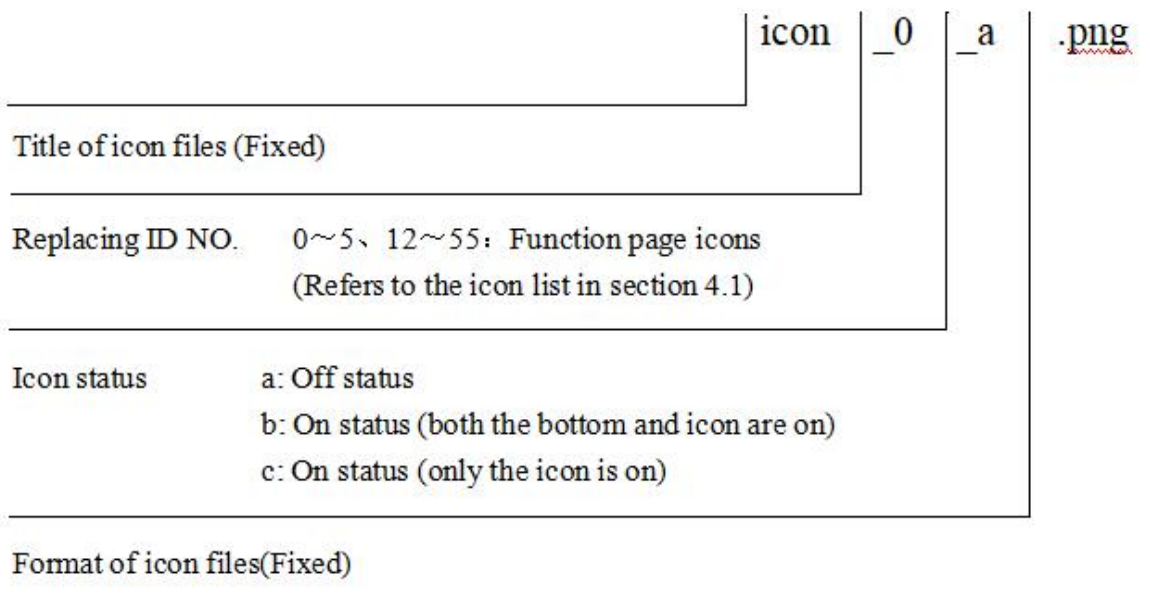 icon _0 _a .png
Title of icon files (Fixed)
Replacing ID NO. 0～5、12～55：Function page icons
(Refers to the icon list in section 4.1)
Icon status a: Off status
b: On status (both the bottom and icon are on)
c: On status (only the icon is on)
Format of icon files(Fixed)